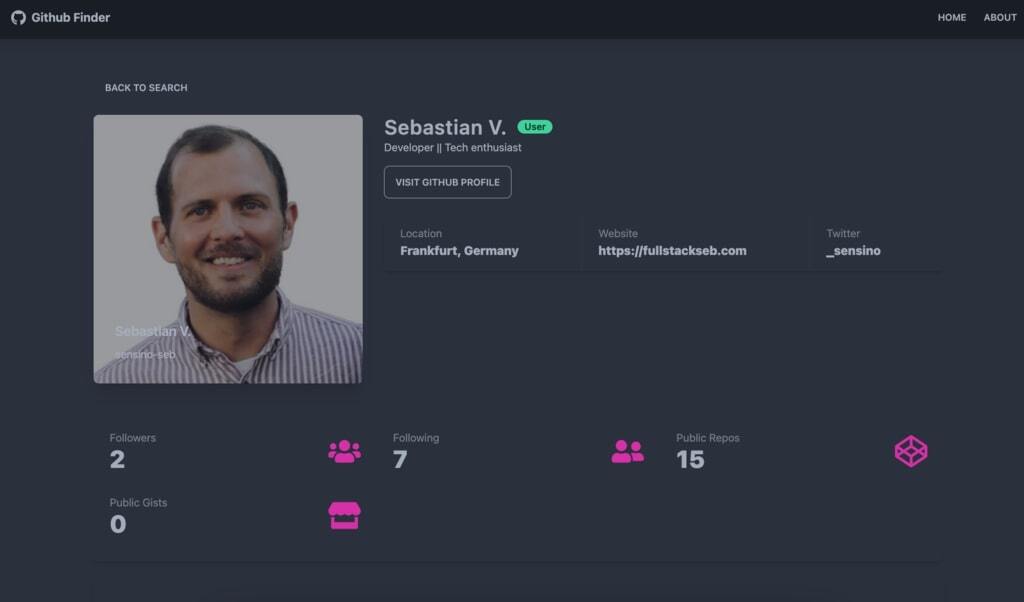 Github Finder
HOME ABOUT
BACK TO SEARCH
Sebastian V. User
Developer || Tech enthusiast
VISIT GITHUB PROFILE
Location Website Twitter
Frankfurt, Germany https://fullstackseb.com _sensino
Sebastian V.
sensino-seb
Followers Following Public Repos
2 7 15
Public Gists
0